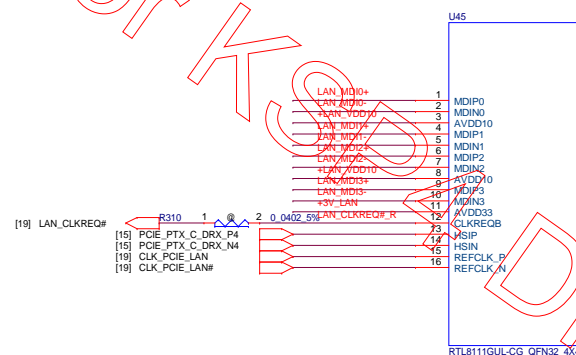 U45
LAN_MDI0+ 1 MDIP0
LAN_MDI0- 2 MDIN0
+LAN_VDD10 3 AVDD10
LAN_MDI1+ 4 MDIP1
LAN_MDI1- 5 MDIN1
LAN_MDI2+ 6 MDIP2
LAN_MDI2- 7 MDIN2
+LAN_VDD10 8 AVDD10
LAN_MDI3+ 9 MDIP3
LAN_MDI3- 10 MDIN3
+3V_LAN 11 AVDD33
[19] LAN_CLKREQ# R310 1 @ 2 0_0402_5% LAN_CLKREQ#_R 12 CLKREQB
[15] PCIE_PTX_C_DRX_P4 13 HSIP
[15] PCIE_PTX_C_DRX_N4 14 HSIN
[19] CLK_PCIE_LAN 15 REFCLK_P
[19] CLK_PCIE_LAN# 16 REFCLK_N
RTL8111GUL-CG_QFN32_4X